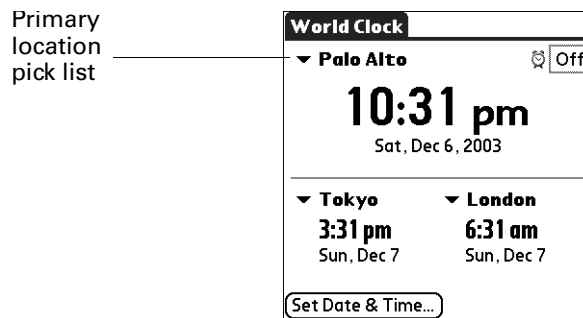 Primary
location
pick list
World Clock
Palo Alto
Off
10:31 pm
Sat, Dec 6, 2003
Tokyo
London
3:31 pm
6:31 am
Sun, Dec 7
Sun, Dec 7
Set Date & Time...